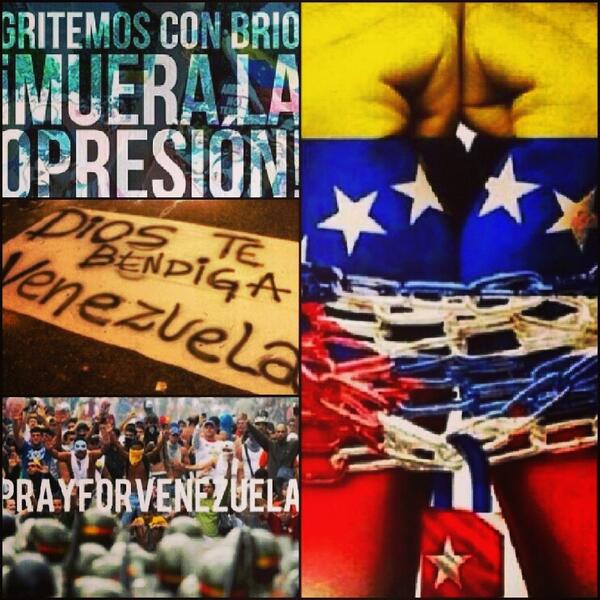 GRITEMOS CON BRIO
¡MUERA LA
OPRESIÓN!
DIOS TE
BENDIGA
Venezuela
PRAYFORVENEZUELA